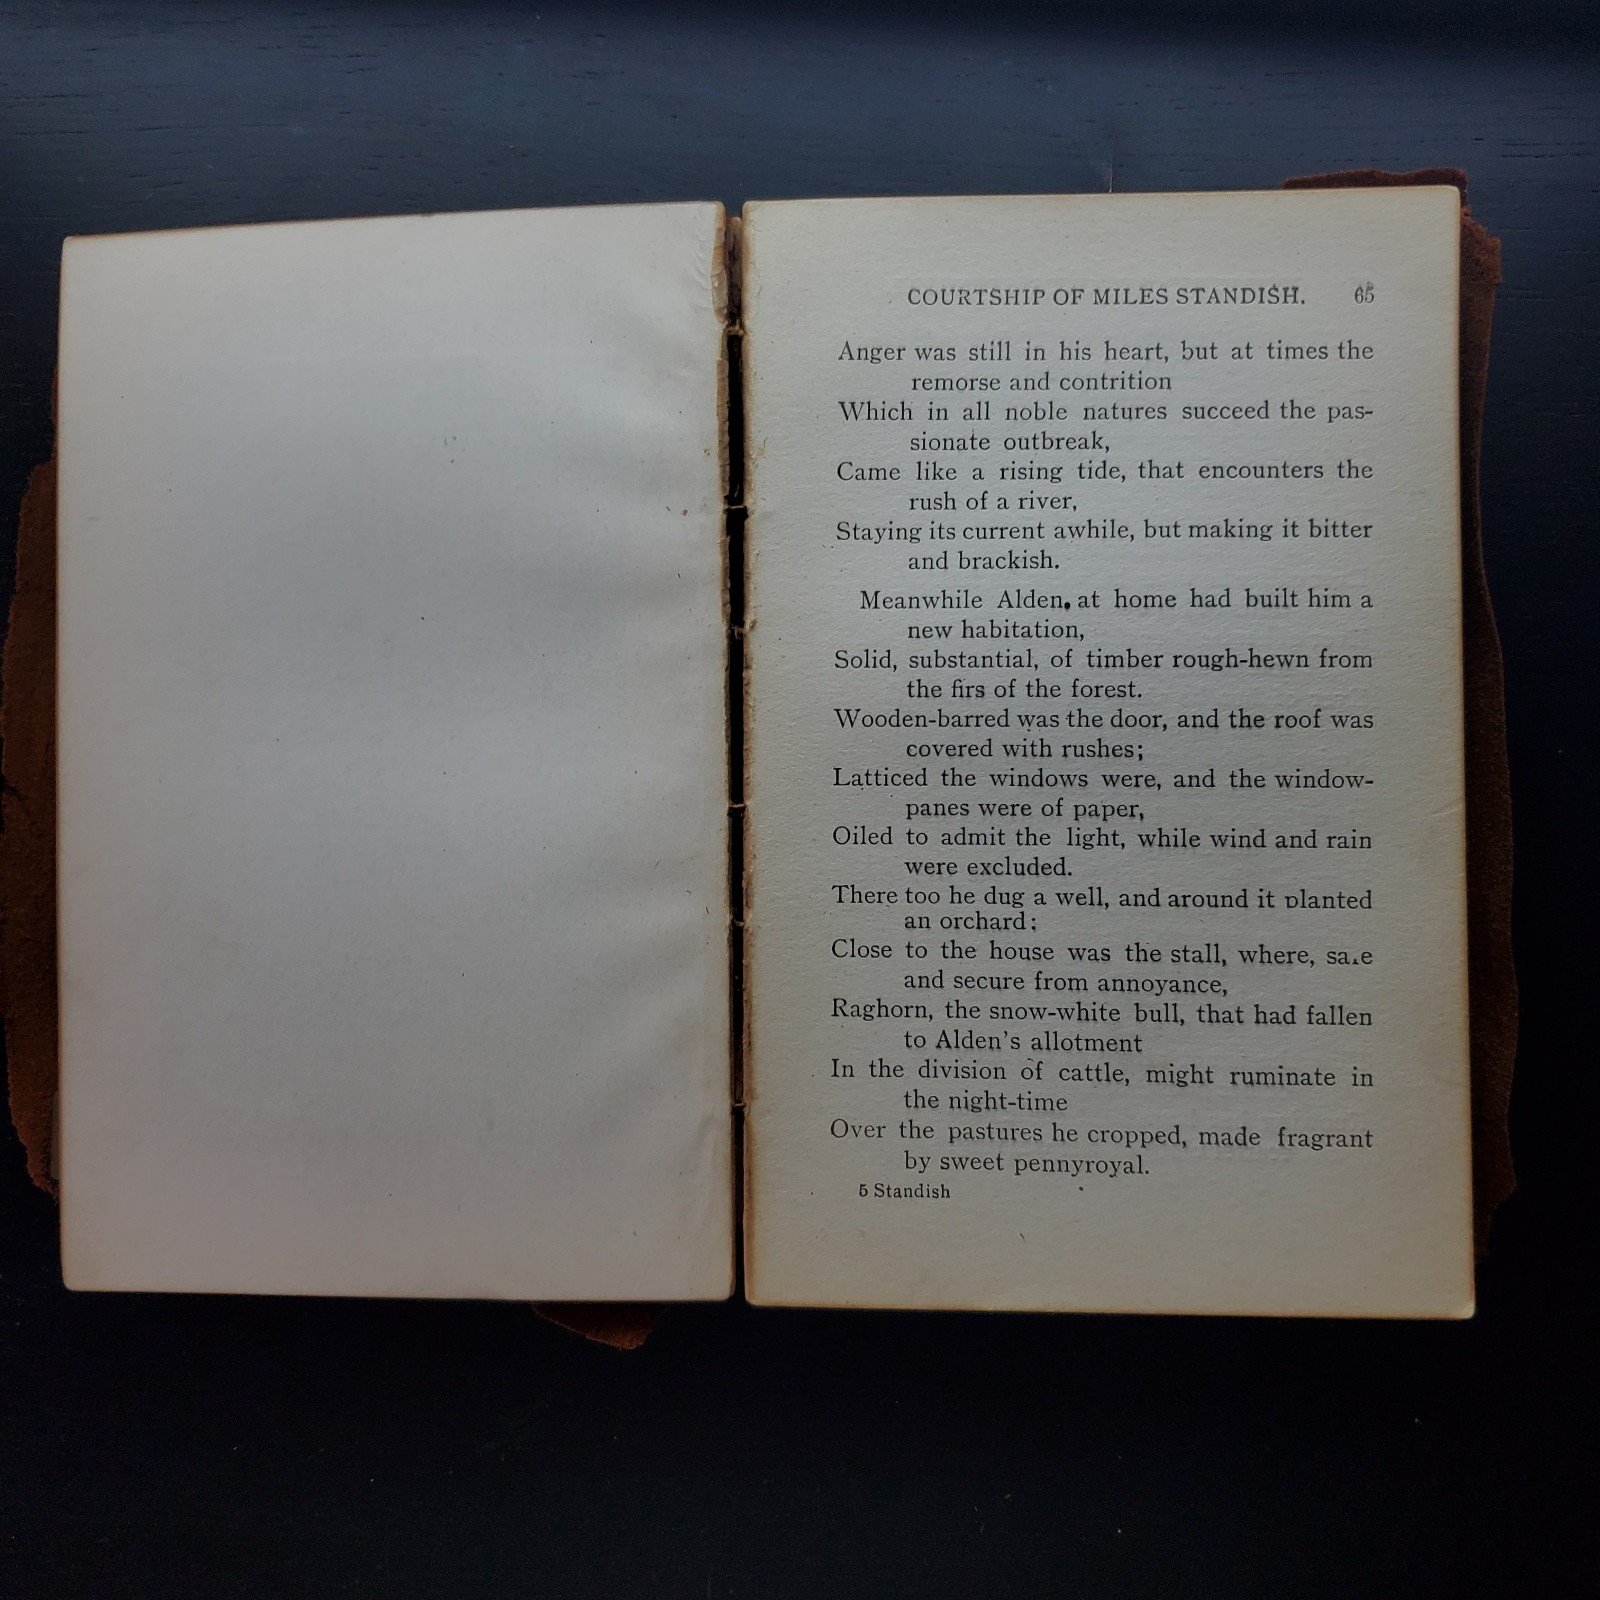 COURTSHIP OF MILES STANDISH. 65
Anger was still in his heart, but at times the
remorse and contrition
Which in all noble natures succeed the pas-
sionate outbreak,
Came like a rising tide, that encounters the
rush of a river,
Staying its current awhile, but making it bitter
and brackish.
Meanwhile Alden. at home had built him a
new habitation,
Solid, substantial, of timber rough-hewn from
the firs of the forest.
Wooden-barred was the door, and the roof was
covered with rushes;
Latticed the windows were, and the window-
panes were of paper,
Oiled to admit the light, while wind and rain
were excluded.
There too he dug a well, and around it planted
an orchard:
Close to the house was the stall, where, safe
and secure from annoyance,
Raghorn, the snow-white bull, that had fallen
to Alden's allotment
In the division of cattle, might ruminate in
the night-time
Over the pastures he cropped, made fragrant
by sweet pennyroyal.
5 Standish